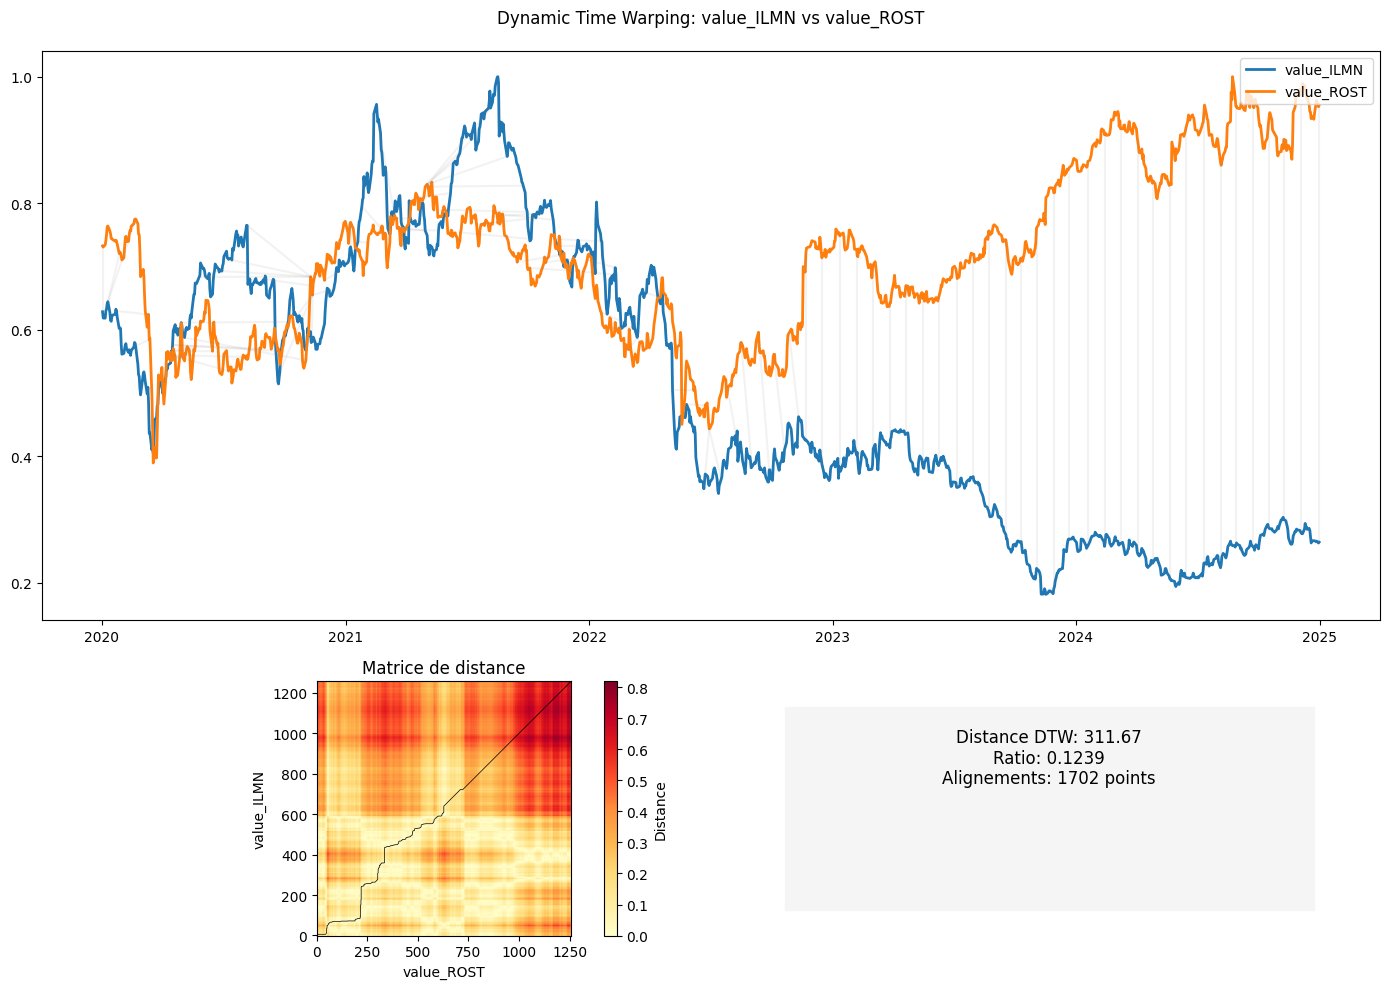 Dynamic Time Warping: value_ILMN vs value_ROST
1.0
0.8
0.6
0.4
0.2
value_ILMN
value_ROST
2020 2021 2022 2023 2024 2025
Matrice de distance
1200
1000
800
600
400
200
0
value_ILMN
0 250 500 750 1000 1250
value_ROST
0.8
0.7
0.6
0.5
0.4
0.3
0.2
0.1
0.0
Distance
Distance DTW: 311.67
Ratio: 0.1239
Alignements: 1702 points